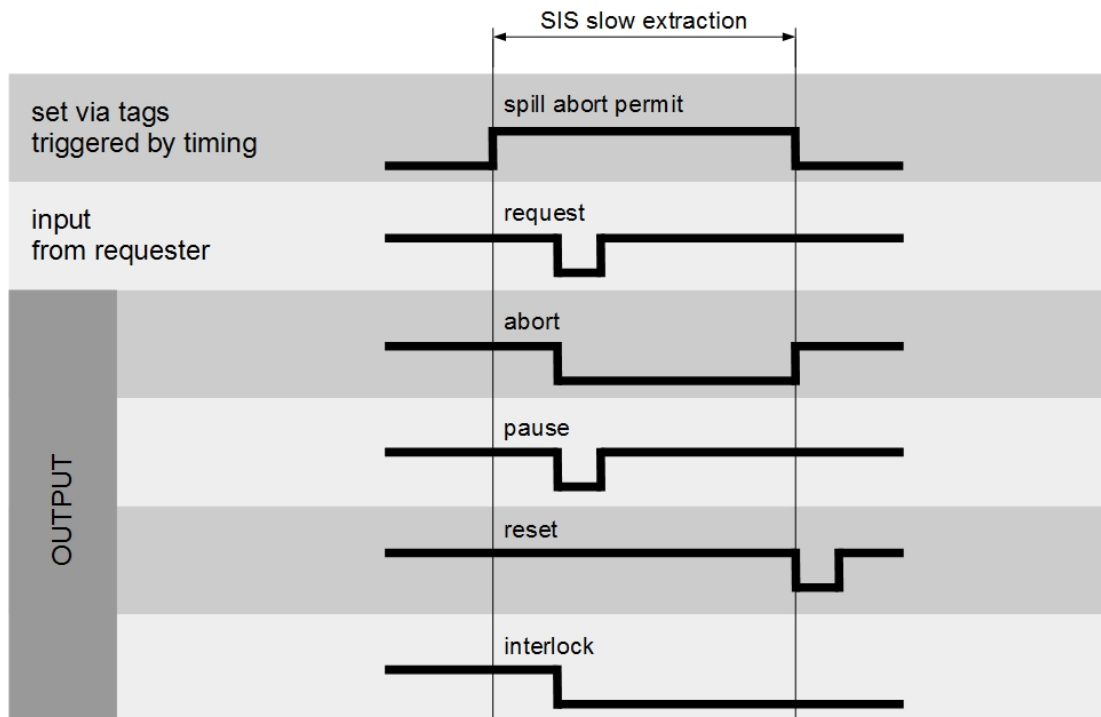 SIS slow extraction
set via tags
triggered by timing
spill abort permit
input
from requester
request
OUTPUT
abort
pause
reset
interlock